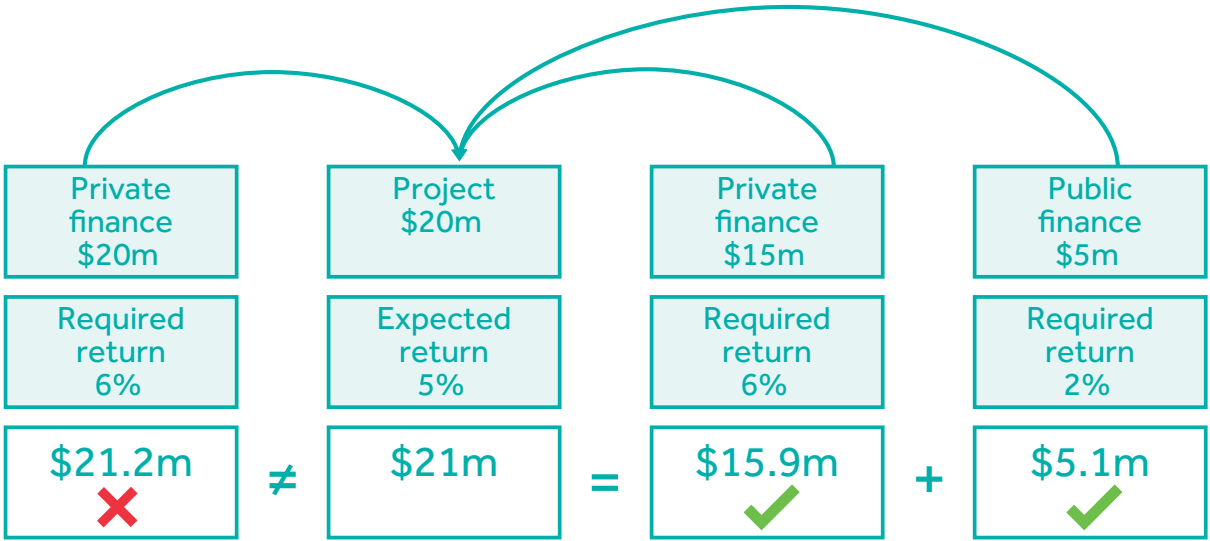 Private
finance
$20m
Project
$20m
Private
finance
$15m
Public
finance
$5m
Required
return
6%
Expected
return
5%
Required
return
6%
Required
return
2%
$21.2m
≠
$21m
=
$15.9m
+
$5.1m